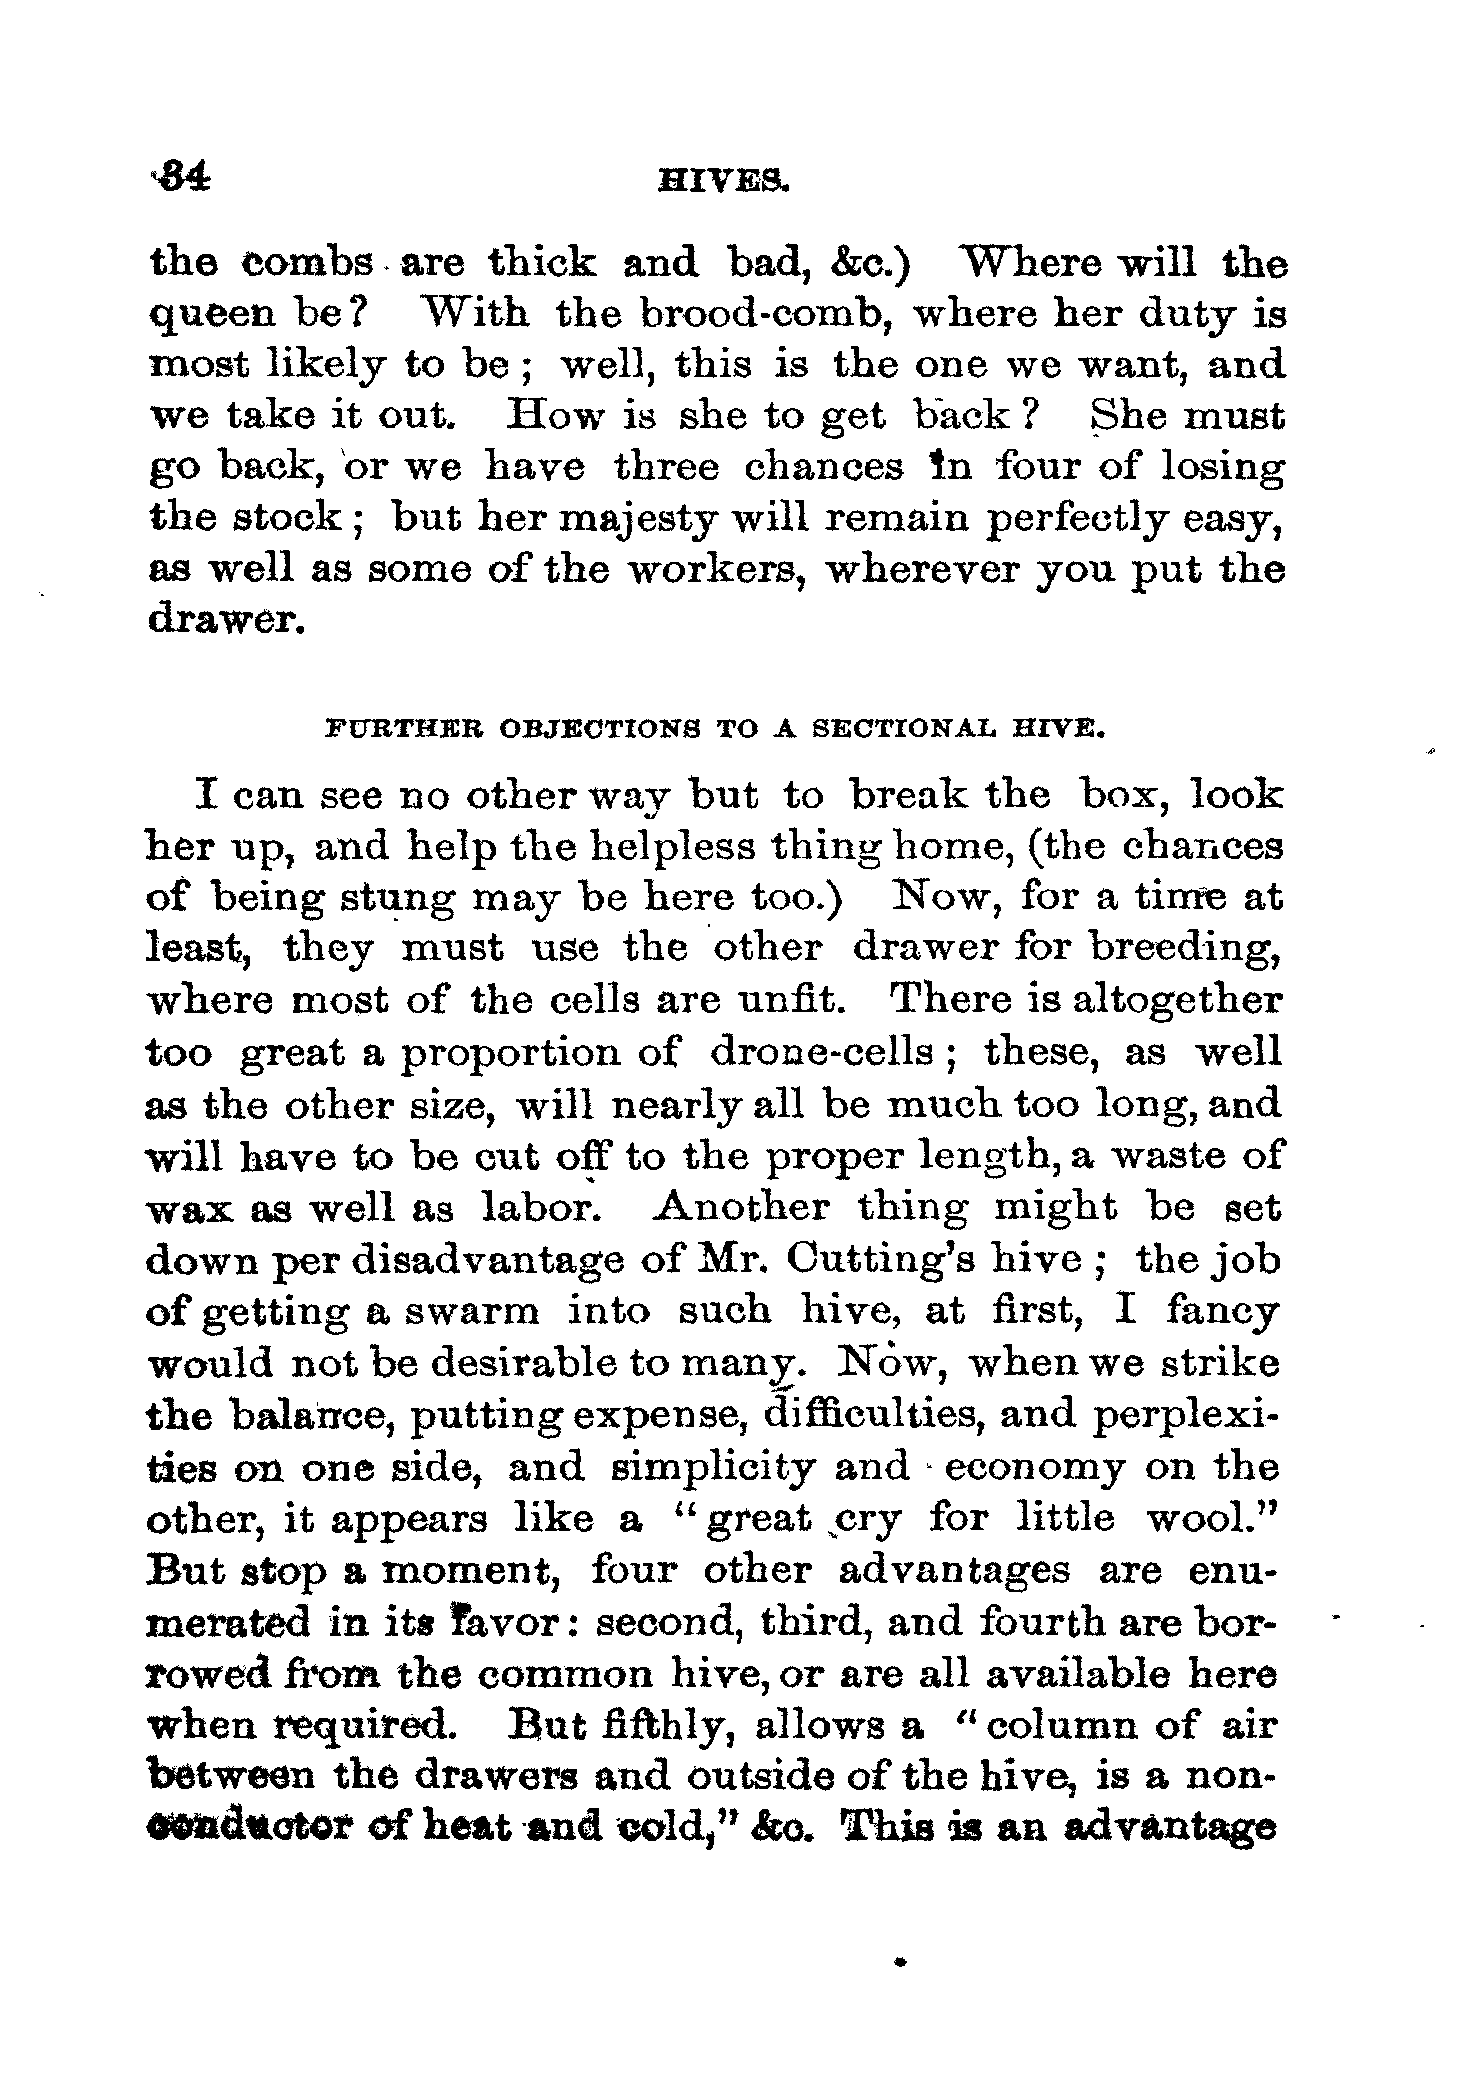 34 HIVES.
the combs are thick and bad, &c.) Where will the
queen be? With the brood-comb, where her duty is
most likely to be; well, this is the one we want, and
we take it out. How is she to get back? She must
go back, or we have three chances in four of losing
the stock; but her majesty will remain perfectly easy,
as well as some of the workers, wherever you put the
drawer.
FURTHER OBJECTIONS TO A SECTIONAL HIVE.
I can see no other way but to break the box, look
her up, and help the helpless thing home, (the chances
of being stung may be here too.) Now, for a time at
least, they must use the other drawer for breeding,
where most of the cells are unfit. There is altogether
too great a proportion of drone-cells; these, as well
as the other size, will nearly all be much too long, and
will have to be cut off to the proper length, a waste of
wax as well as labor. Another thing might be set
down per disadvantage of Mr. Cutting's hive; the job
of getting a swarm into such hive, at first, I fancy
would not be desirable to many. Now, when we strike
the balance, putting expense, difficulties, and perplexi-
ties on one side, and simplicity and economy on the
other, it appears like a "great cry for little wool."
But stop a moment, four other advantages are enu-
merated in its favor: second, third, and fourth are bor-
rowed from the common hive, or are all available here
when required. But fifthly, allows a "column of air
between the drawers and outside of the hive, is a non-
conductor of heat and cold," &c. This is an advantage